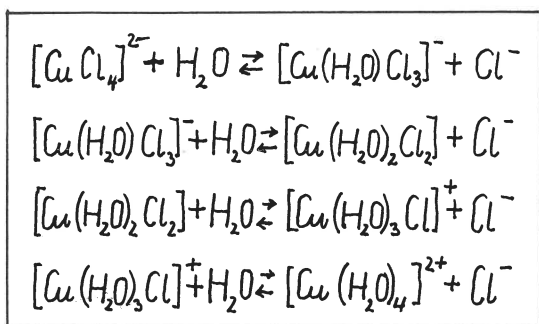 [CuCl₄]²⁻ + H₂O ⇄ [Cu(H₂O)Cl₃]⁻ + Cl⁻
[Cu(H₂O)Cl₃]⁻ + H₂O ⇄ [Cu(H₂O)₂Cl₂] + Cl⁻
[Cu(H₂O)₂Cl₂] + H₂O ⇄ [Cu(H₂O)₃Cl]⁺ + Cl⁻
[Cu(H₂O)₃Cl]⁺ + H₂O ⇄ [Cu(H₂O)₄]²⁺ + Cl⁻